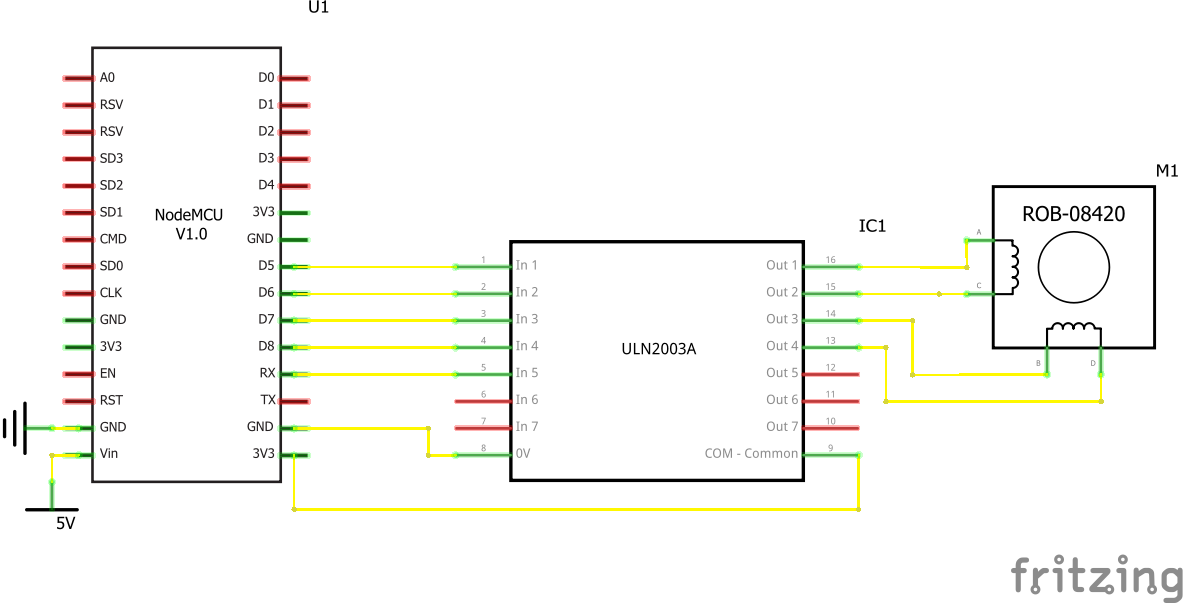 U1
A0 D0
RSV D1
RSV D2
SD3 D3
SD2 D4
SD1 3V3
CMD GND
SD0 D5
CLK D6
GND D7
3V3 D8
EN RX
RST TX
GND GND
Vin 3V3
NodeMCU
V1.0
5V
IC1
1 In 1 Out 1 16
2 In 2 Out 2 15
3 In 3 Out 3 14
4 In 4 Out 4 13
5 In 5 Out 5 12
6 In 6 Out 6 11
7 In 7 Out 7 10
8 0V COM - Common 9
ULN2003A
M1
ROB-08420
A
C
B D
fritzing